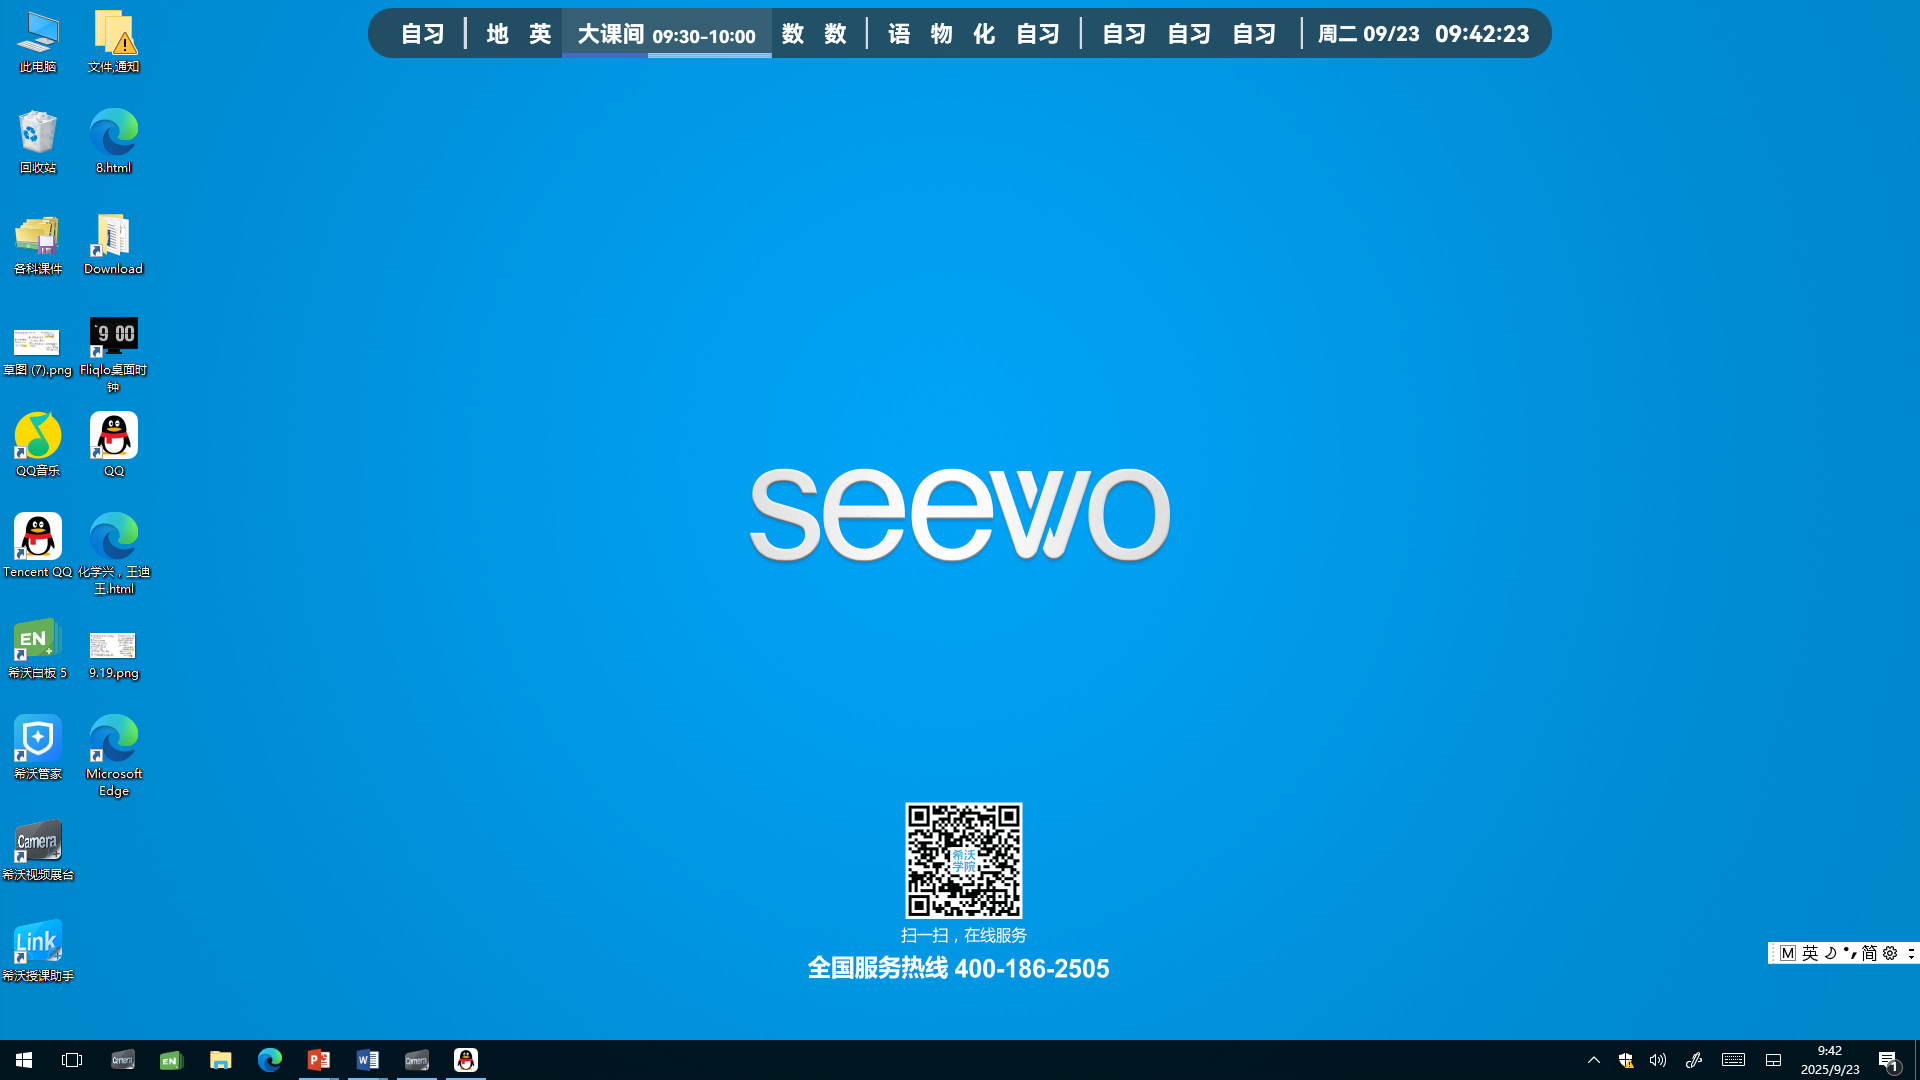 自习 | 地 英 大课间 09:30-10:00 数 数 | 语 物 化 自习 | 自习 自习 自习 | 周二 09/23 09:42:23
此电脑
文件,通知
回收站
8.html
各科课件
Download
草图 (7).png
9 00
Fliqlo桌面时
钟
QQ音乐
QQ
Tencent QQ
化学兴，王迪
王.html
EN
希沃白板 5
9.19.png
希沃管家
Microsoft
Edge
Camera
希沃视频展台
Link
希沃授课助手
seewo
希沃
学院
扫一扫，在线服务
全国服务热线 400-186-2505
M 英 简
Camera
EN
P
W
Camera
9:42
2025/9/23
1